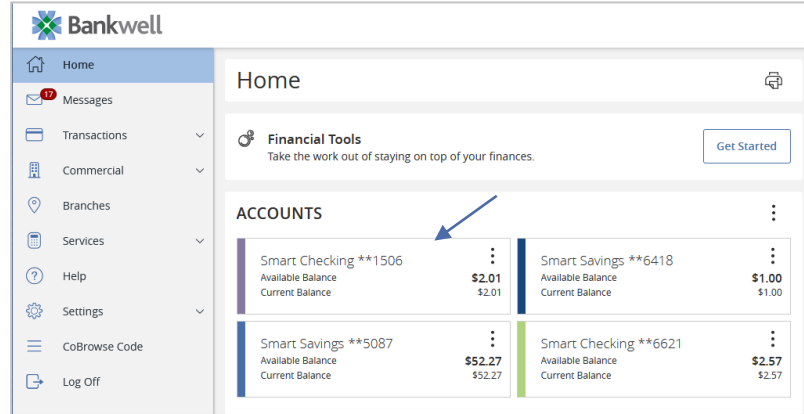 Bankwell
Home
17
Messages
Transactions
Commercial
Branches
Services
Help
Settings
CoBrowse Code
Log Off
Home
Financial Tools
Take the work out of staying on top of your finances.
Get Started
ACCOUNTS
Smart Checking **1506
Available Balance $2.01
Current Balance $2.01
Smart Savings **6418
Available Balance $1.00
Current Balance $1.00
Smart Savings **5087
Available Balance $52.27
Current Balance $52.27
Smart Checking **6621
Available Balance $2.57
Current Balance $2.57